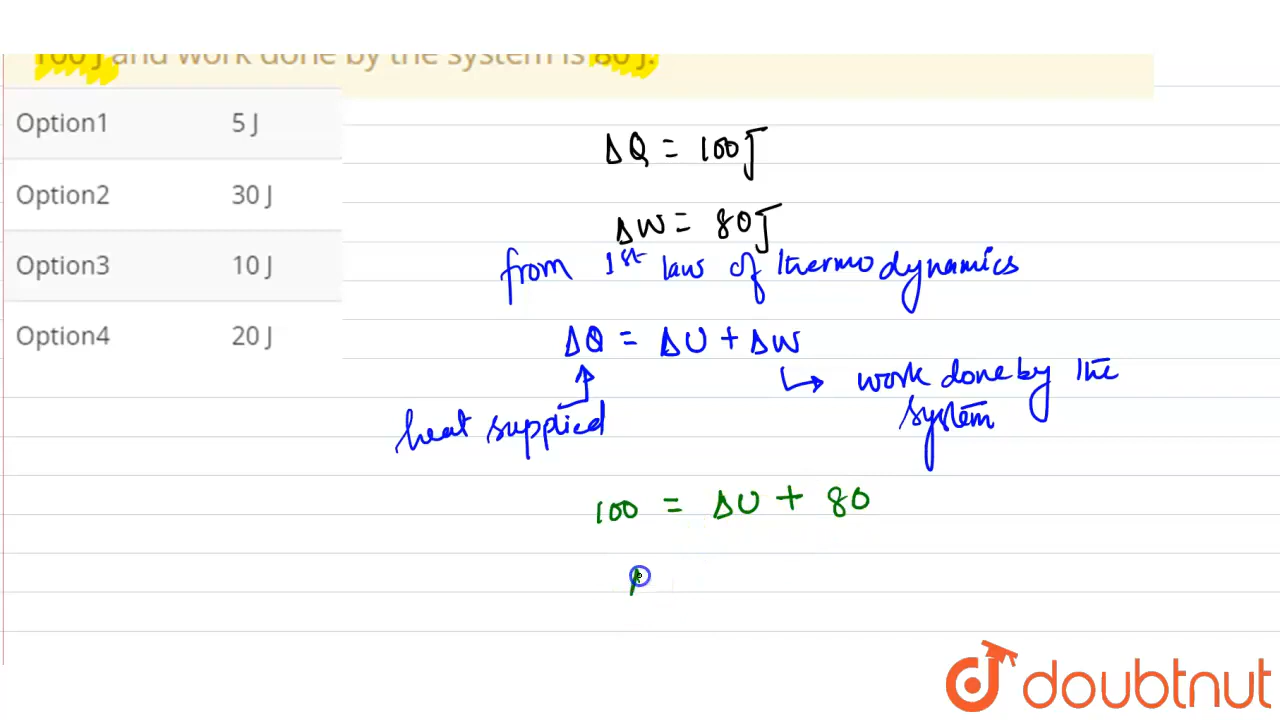 100 J and work done by the system is 80 J.
Option1 5 J
Option2 30 J
Option3 10 J
Option4 20 J
ΔQ = 100J
ΔW = 80J
from 1st law of thermodynamics
ΔQ = ΔU + ΔW
heat supplied
work done by the
system
100 = ΔU + 80
doubtnut